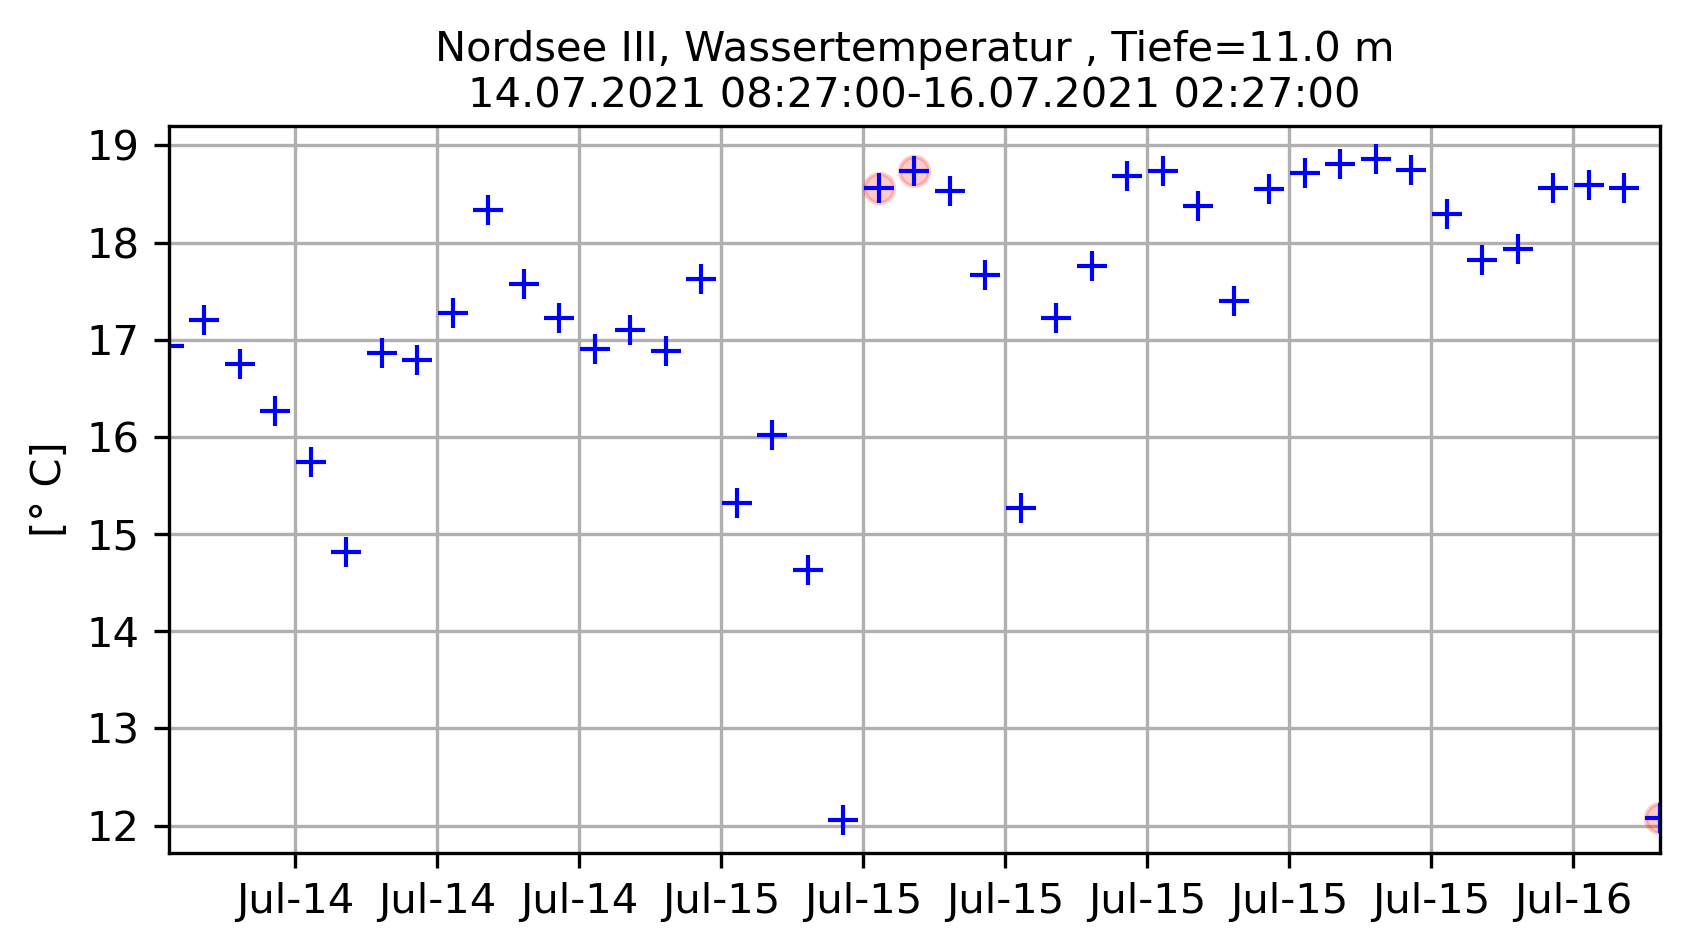 Nordsee III, Wassertemperatur , Tiefe=11.0 m
14.07.2021 08:27:00-16.07.2021 02:27:00
19
18
17
16
15
14
13
12
[° C]
Jul-14 Jul-14 Jul-14 Jul-15 Jul-15 Jul-15 Jul-15 Jul-15 Jul-15 Jul-16